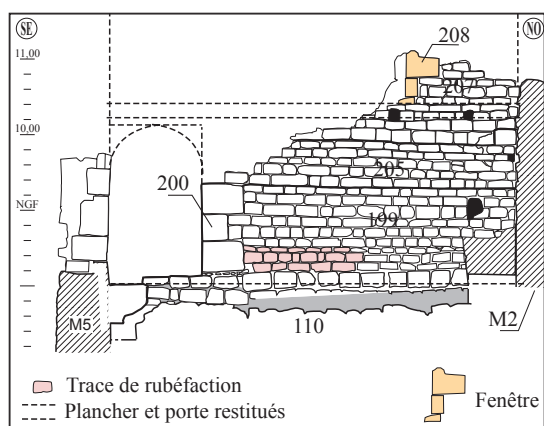 SE
NO
208
11,00
207
10,00
205
200
NGF
199
M5
110
M2
Trace de rubéfaction
Plancher et porte restitués
Fenêtre